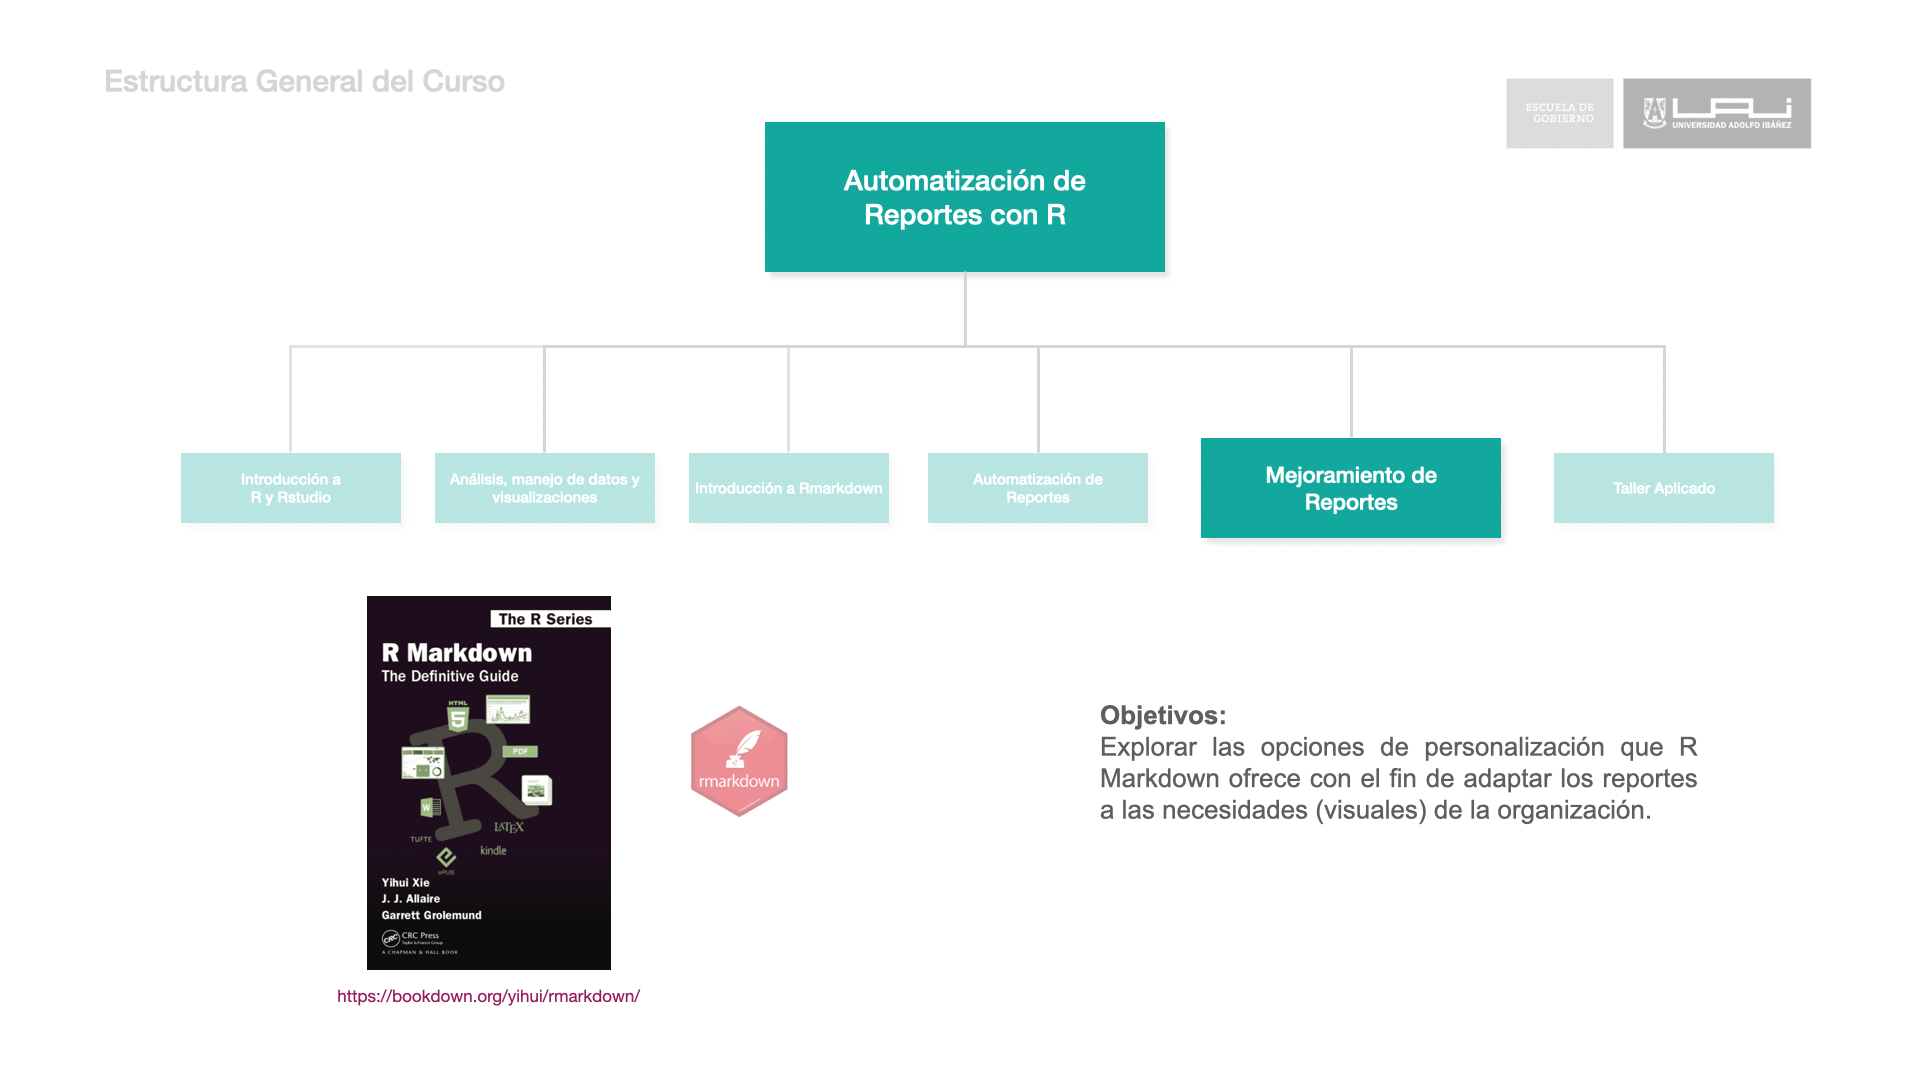 Estructura General del Curso
ESCUELA DE
GOBIERNO
UAI
UNIVERSIDAD ADOLFO IBÁÑEZ
Automatización de
Reportes con R
Introducción a
R y Rstudio
Análisis, manejo de datos y
visualizaciones
Introducción a Rmarkdown
Automatización de
Reportes
Mejoramiento de
Reportes
Taller Aplicado
The R Series
R Markdown
The Definitive Guide
HTML
5
R
PDF
W
TUFTE
LATEX
kindle
ePUB
Yihui Xie
J. J. Allaire
Garrett Grolemund
CRC
CRC Press
Taylor & Francis Group
A CHAPMAN & HALL BOOK
https://bookdown.org/yihui/rmarkdown/
rmarkdown
Objetivos:
Explorar las opciones de personalización que R
Markdown ofrece con el fin de adaptar los reportes
a las necesidades (visuales) de la organización.